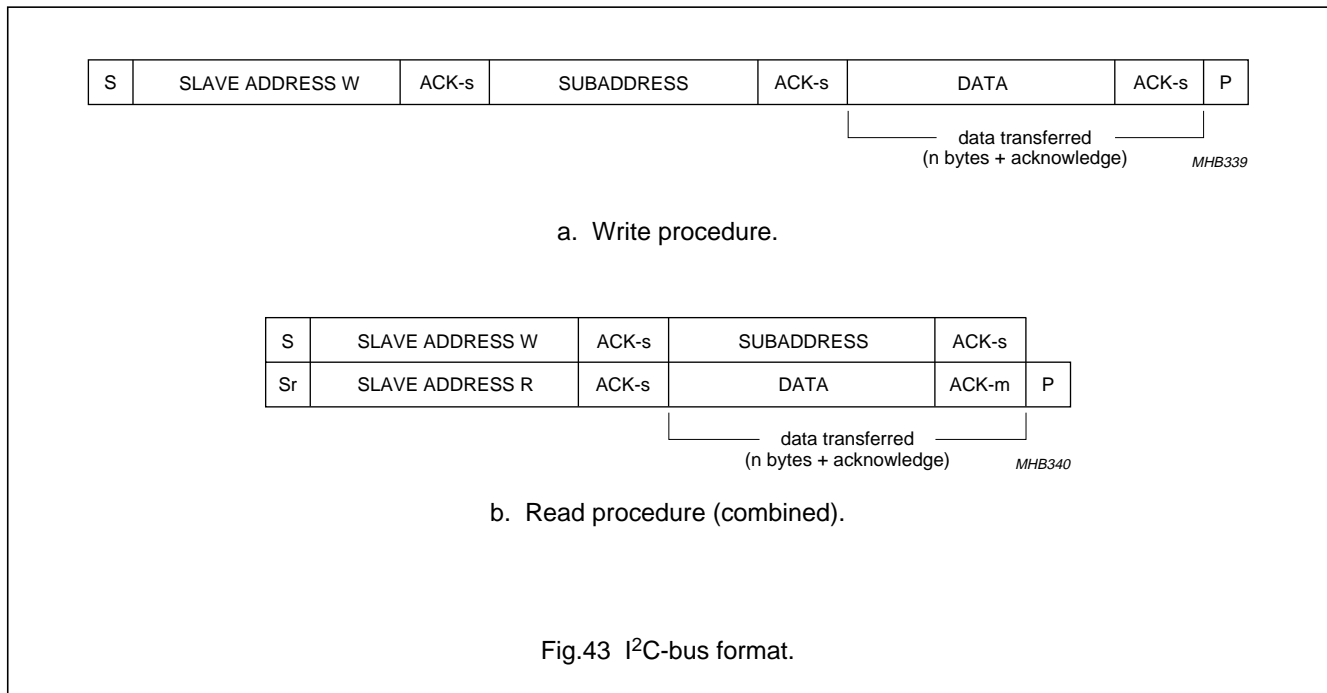 S SLAVE ADDRESS W ACK-s SUBADDRESS ACK-s DATA ACK-s P
data transferred
(n bytes + acknowledge)
MHB339
a. Write procedure.
S SLAVE ADDRESS W ACK-s SUBADDRESS ACK-s
Sr SLAVE ADDRESS R ACK-s DATA ACK-m P
data transferred
(n bytes + acknowledge)
MHB340
b. Read procedure (combined).
Fig.43 I²C-bus format.